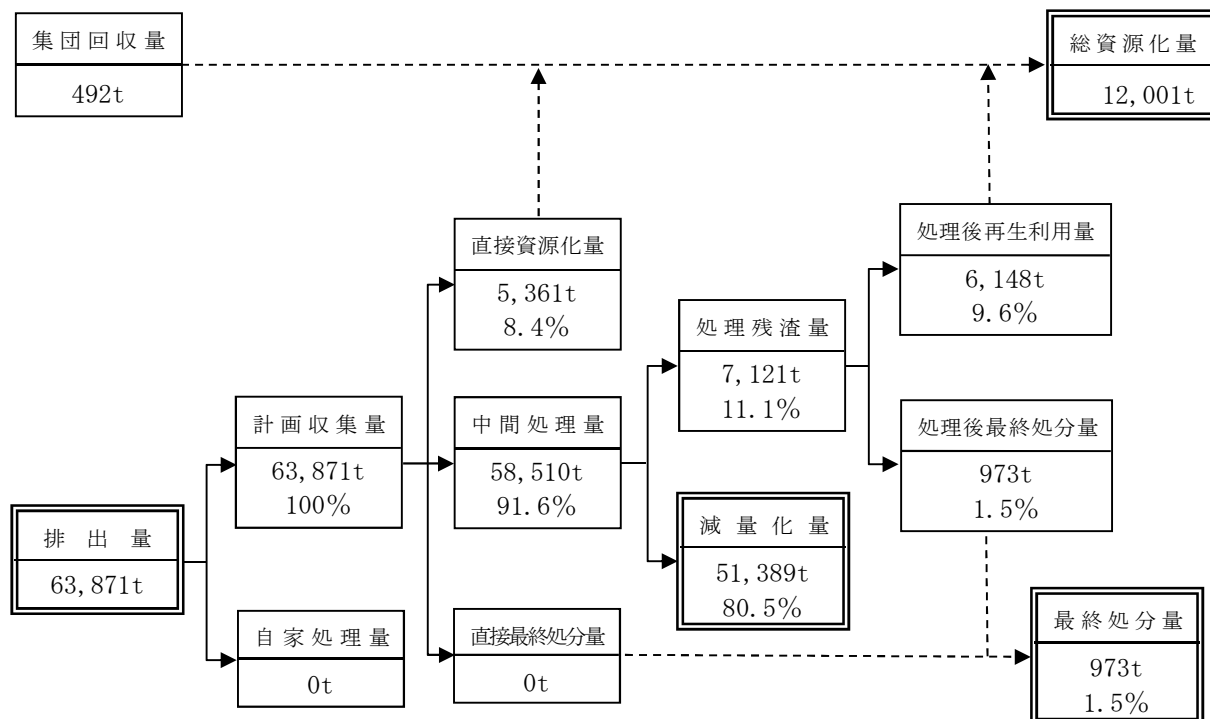 集団回収量
492t
総資源化量
12,001t
直接資源化量
5,361t
8.4%
処理後再生利用量
6,148t
9.6%
処理残渣量
7,121t
11.1%
計画収集量
63,871t
100%
中間処理量
58,510t
91.6%
処理後最終処分量
973t
1.5%
排出量
63,871t
減量化量
51,389t
80.5%
自家処理量
0t
直接最終処分量
0t
最終処分量
973t
1.5%